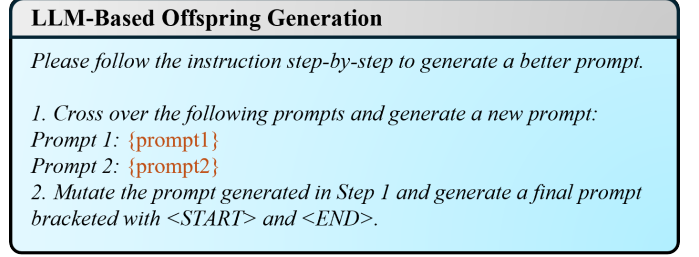 LLM-Based Offspring Generation
Please follow the instruction step-by-step to generate a better prompt.
1. Cross over the following prompts and generate a new prompt:
Prompt 1: {prompt1}
Prompt 2: {prompt2}
2. Mutate the prompt generated in Step 1 and generate a final prompt
bracketed with <START> and <END>.